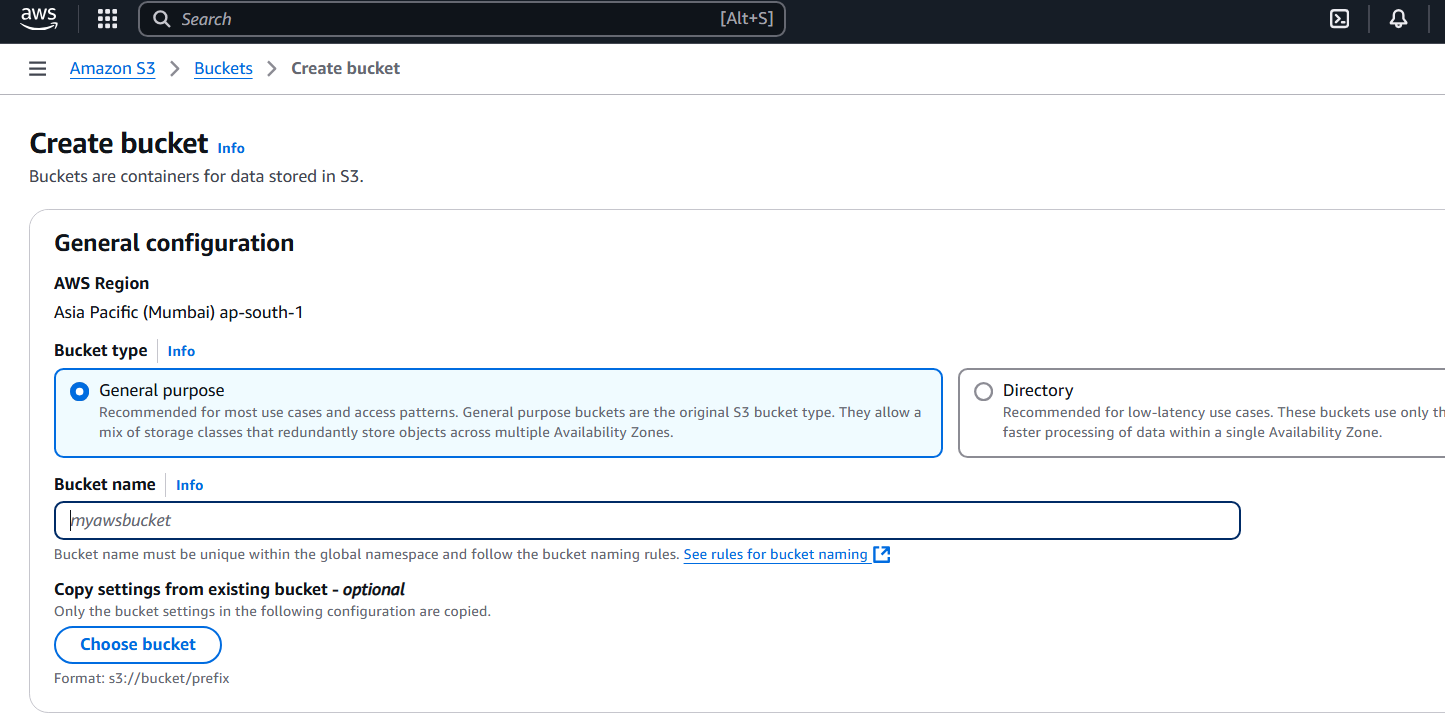 aws
Search [Alt+S]
Amazon S3 > Buckets > Create bucket
Create bucket Info
Buckets are containers for data stored in S3.
General configuration
AWS Region
Asia Pacific (Mumbai) ap-south-1
Bucket type Info
General purpose
Recommended for most use cases and access patterns. General purpose buckets are the original S3 bucket type. They allow a
mix of storage classes that redundantly store objects across multiple Availability Zones.
Directory
Recommended for low-latency use cases. These buckets use only
faster processing of data within a single Availability Zone.
Bucket name Info
myawsbucket
Bucket name must be unique within the global namespace and follow the bucket naming rules. See rules for bucket naming
Copy settings from existing bucket - optional
Only the bucket settings in the following configuration are copied.
Choose bucket
Format: s3://bucket/prefix